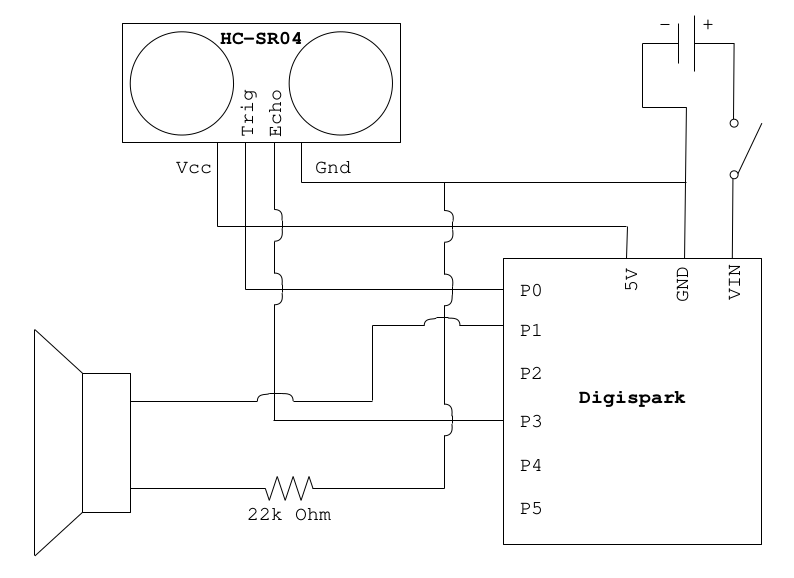 HC-SR04
Trig
Echo
Vcc
Gnd
- +
5V
GND
VIN
P0
P1
P2
Digispark
P3
P4
P5
22k Ohm